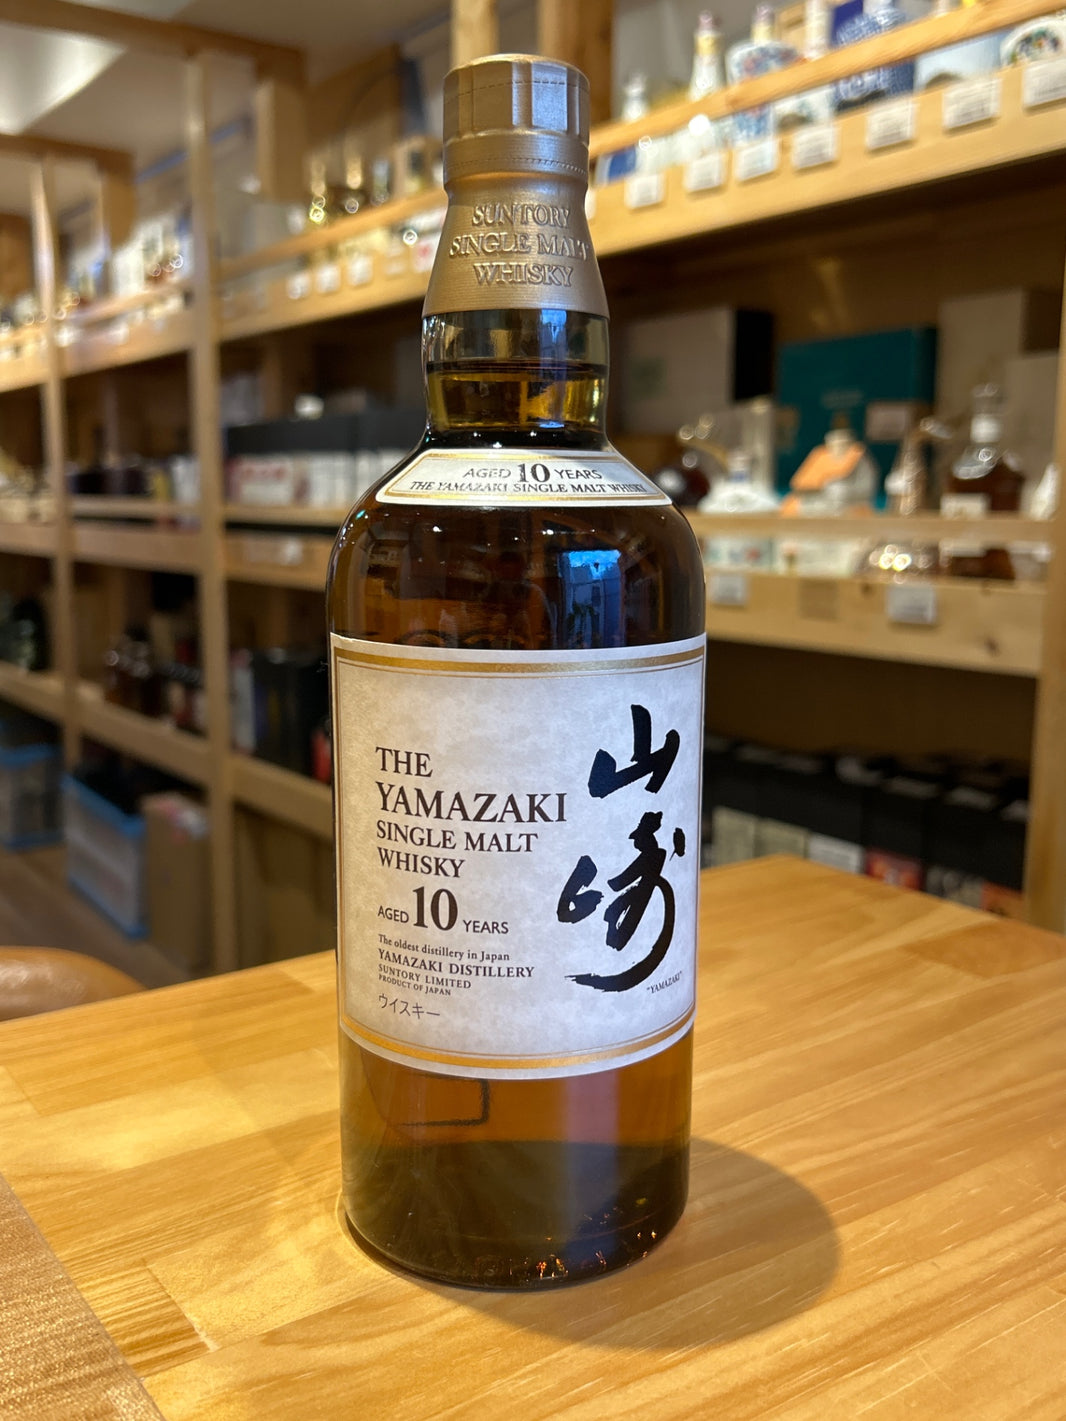 SUNTORY
SINGLE MALT
WHISKY
AGED 10 YEARS
THE YAMAZAKI SINGLE MALT WHISKY
THE
YAMAZAKI
SINGLE MALT
WHISKY
AGED 10 YEARS
The oldest distillery in Japan
YAMAZAKI DISTILLERY
SUNTORY LIMITED
PRODUCT OF JAPAN
ウイスキー
山崎
"YAMAZAKI"